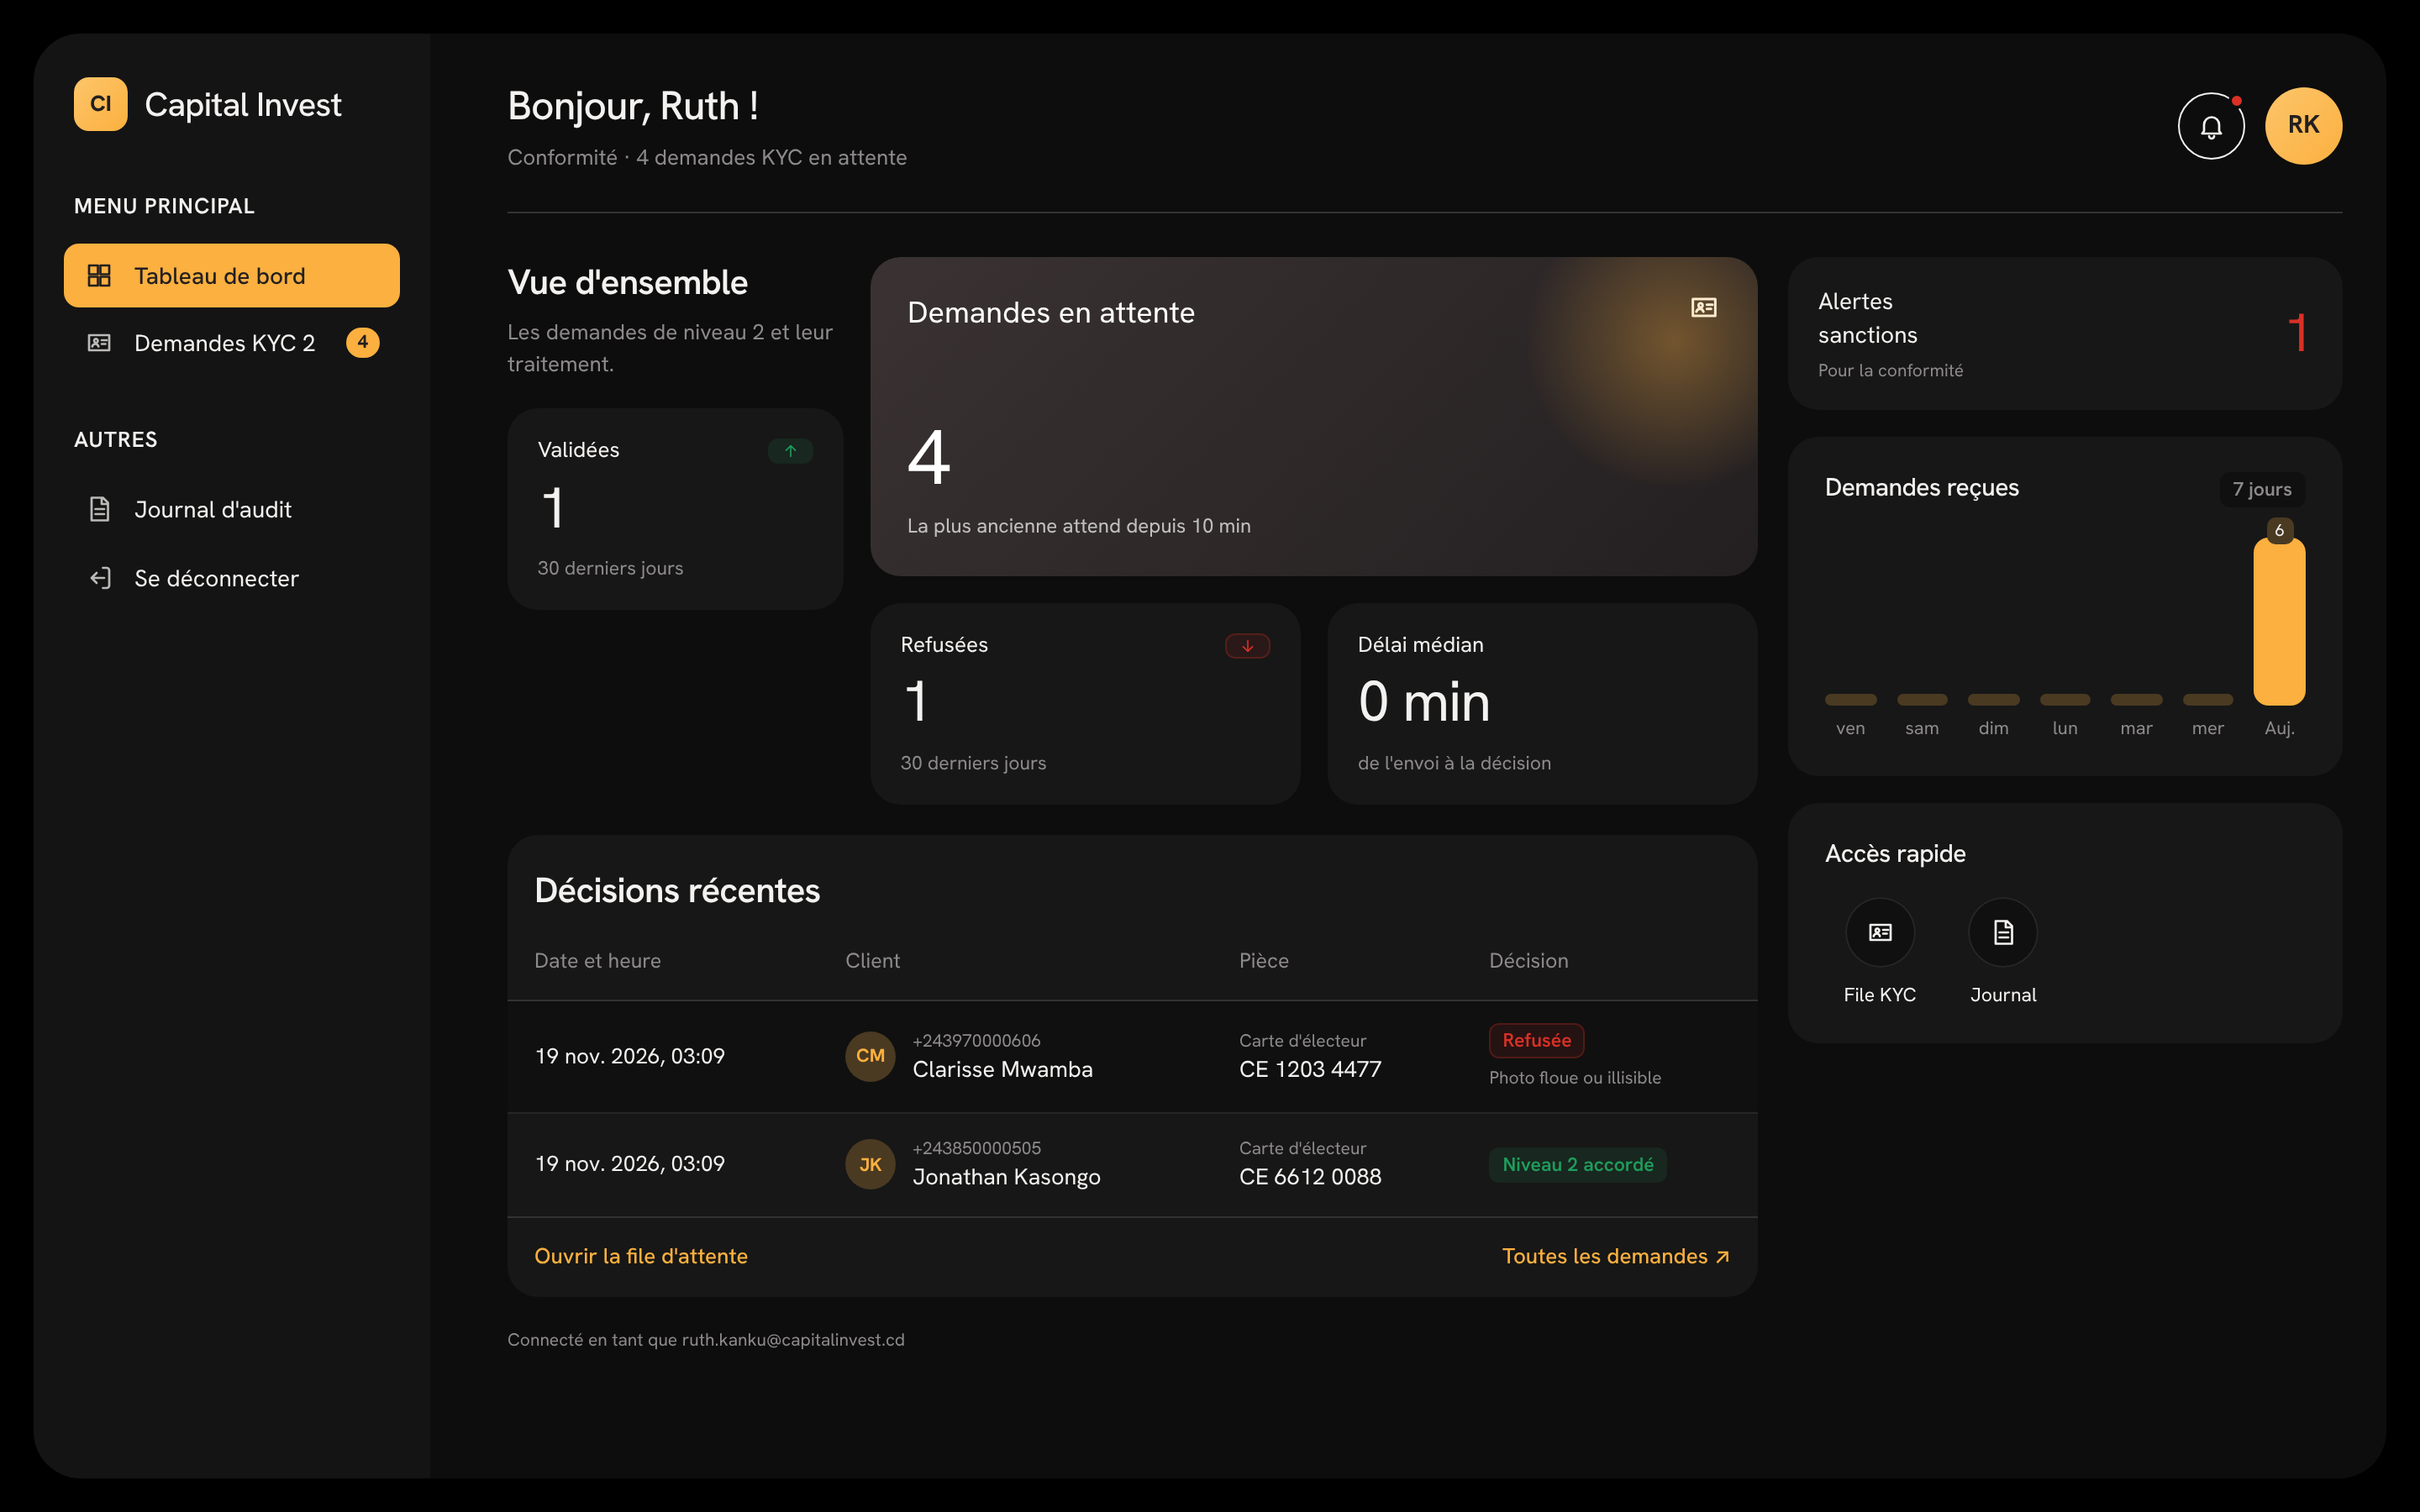 CI
Capital Invest
MENU PRINCIPAL
Tableau de bord
Demandes KYC 2
4
AUTRES
Journal d'audit
Se déconnecter
Bonjour, Ruth !
Conformité · 4 demandes KYC en attente
RK
Vue d'ensemble
Les demandes de niveau 2 et leur
traitement.
Validées
1
30 derniers jours
Demandes en attente
4
La plus ancienne attend depuis 10 min
Refusées
1
30 derniers jours
Délai médian
0 min
de l'envoi à la décision
Alertes
sanctions
Pour la conformité
1
Demandes reçues
7 jours
6
ven sam dim lun mar mer Auj.
Accès rapide
File KYC
Journal
Décisions récentes
Date et heure Client Pièce Décision
19 nov. 2026, 03:09
CM
+243970000606
Clarisse Mwamba
Carte d'électeur
CE 1203 4477
Refusée
Photo floue ou illisible
19 nov. 2026, 03:09
JK
+243850000505
Jonathan Kasongo
Carte d'électeur
CE 6612 0088
Niveau 2 accordé
Ouvrir la file d'attente
Toutes les demandes
Connecté en tant que ruth.kanku@capitalinvest.cd